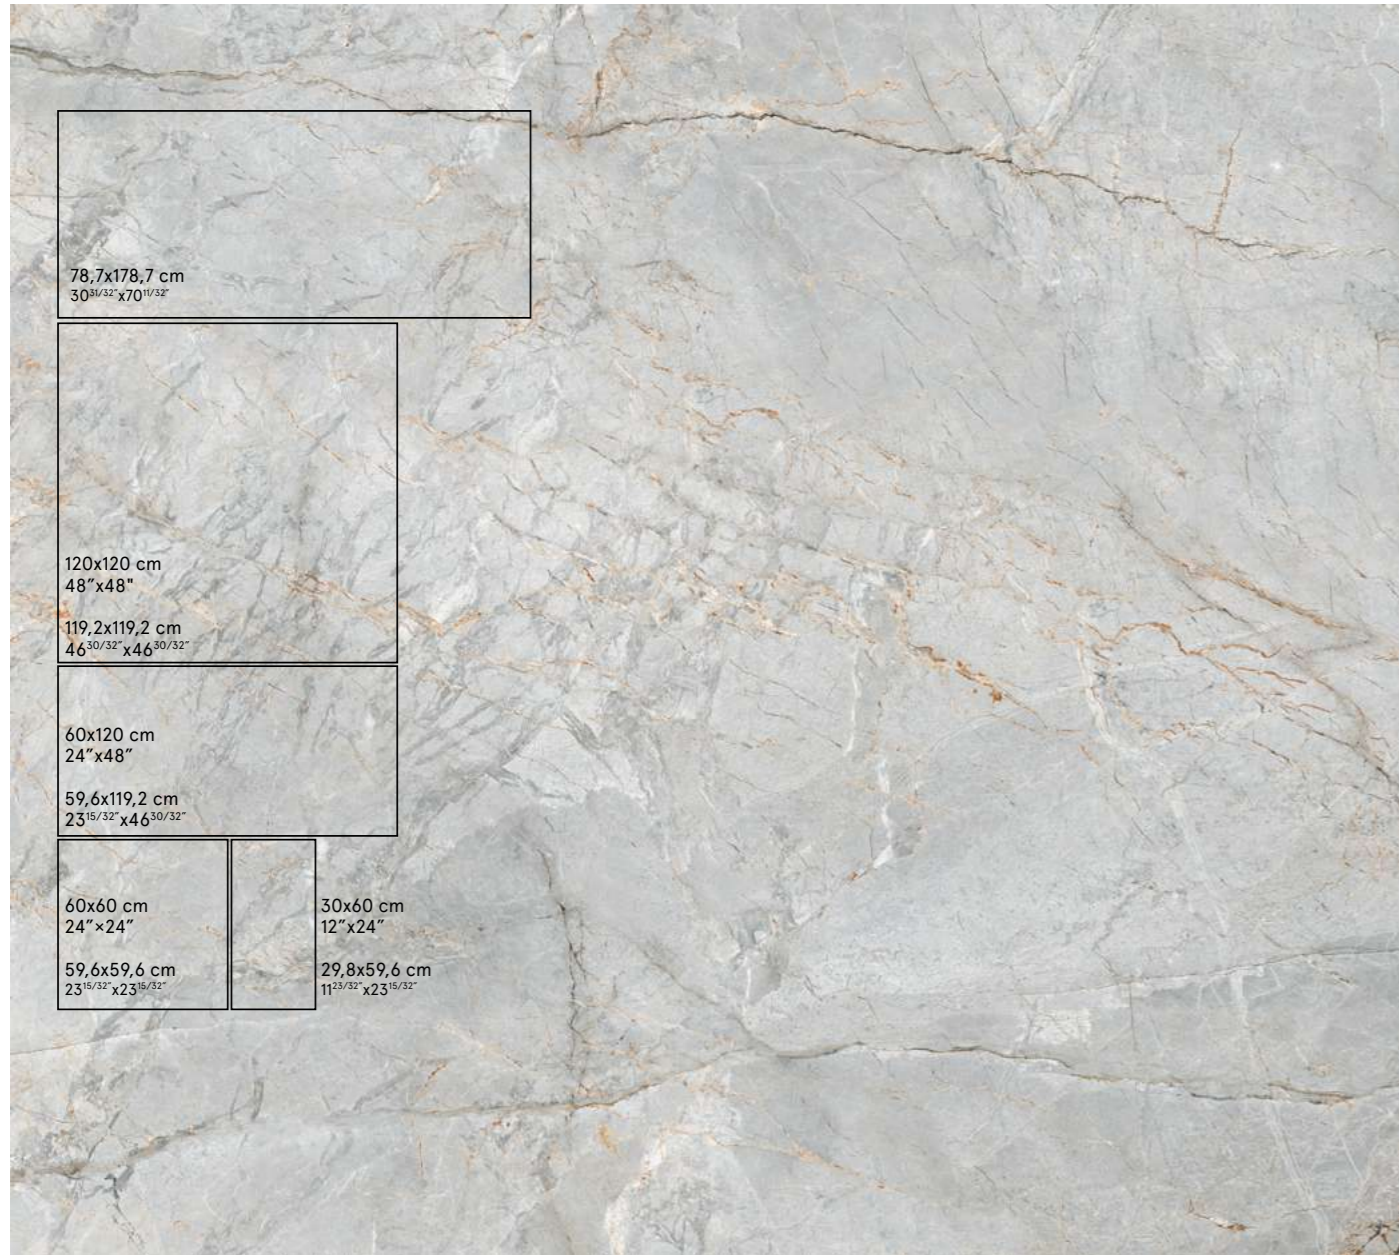 78,7x178,7 cm
30³¹/³²″x70¹¹/³²″
120x120 cm
48″x48"
119,2x119,2 cm
46³⁰/³²″x46³⁰/³²″
60x120 cm
24″x48″
59,6x119,2 cm
23¹⁵/³²″x46³⁰/³²″
60x60 cm
24″×24″
59,6x59,6 cm
23¹⁵/³²″x23¹⁵/³²″
30x60 cm
12″x24″
29,8x59,6 cm
11²³/³²″x23¹⁵/³²″